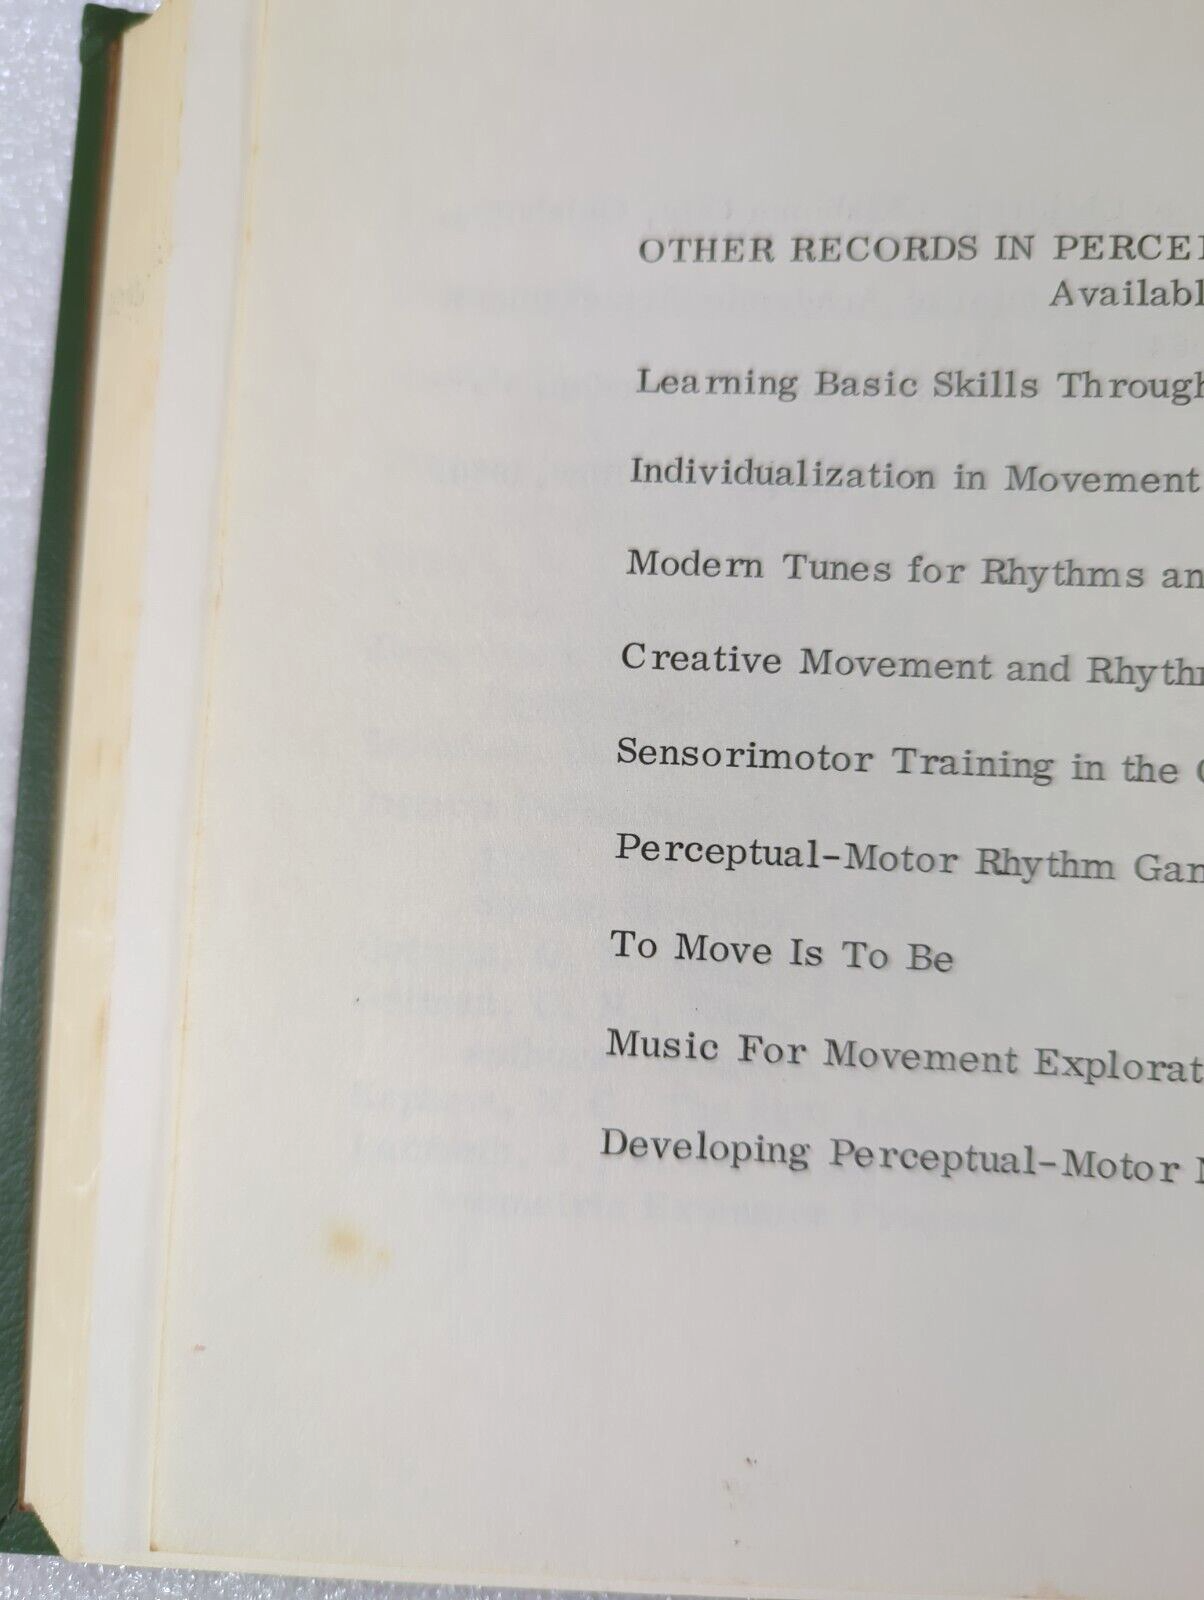 OTHER RECORDS IN PERCE
Availabl
Learning Basic Skills Through
Individualization in Movement
Modern Tunes for Rhythms an
Creative Movement and Rhyth
Sensorimotor Training in the
Perceptual-Motor Rhythm Ga
To Move Is To Be
Music For Movement Explorat
Developing Perceptual-Motor